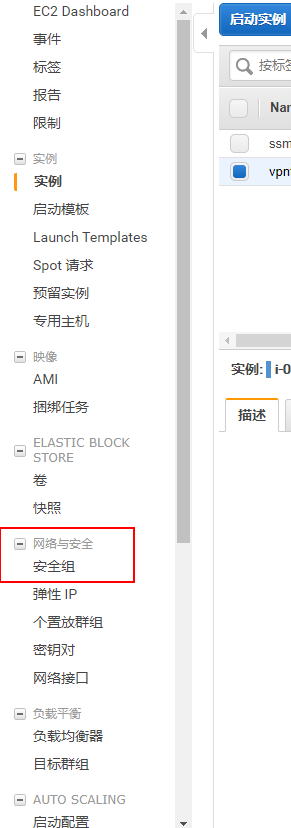 EC2 Dashboard
事件
标签
报告
限制
实例
实例
启动模板
Launch Templates
Spot 请求
预留实例
专用主机
映像
AMI
捆绑任务
ELASTIC BLOCK
STORE
卷
快照
网络与安全
安全组
弹性 IP
个置放群组
密钥对
网络接口
负载平衡
负载均衡器
目标群组
AUTO SCALING
启动配置
启动实例
按标签
Nam
ssm
vpn
实例:
i-0
描述